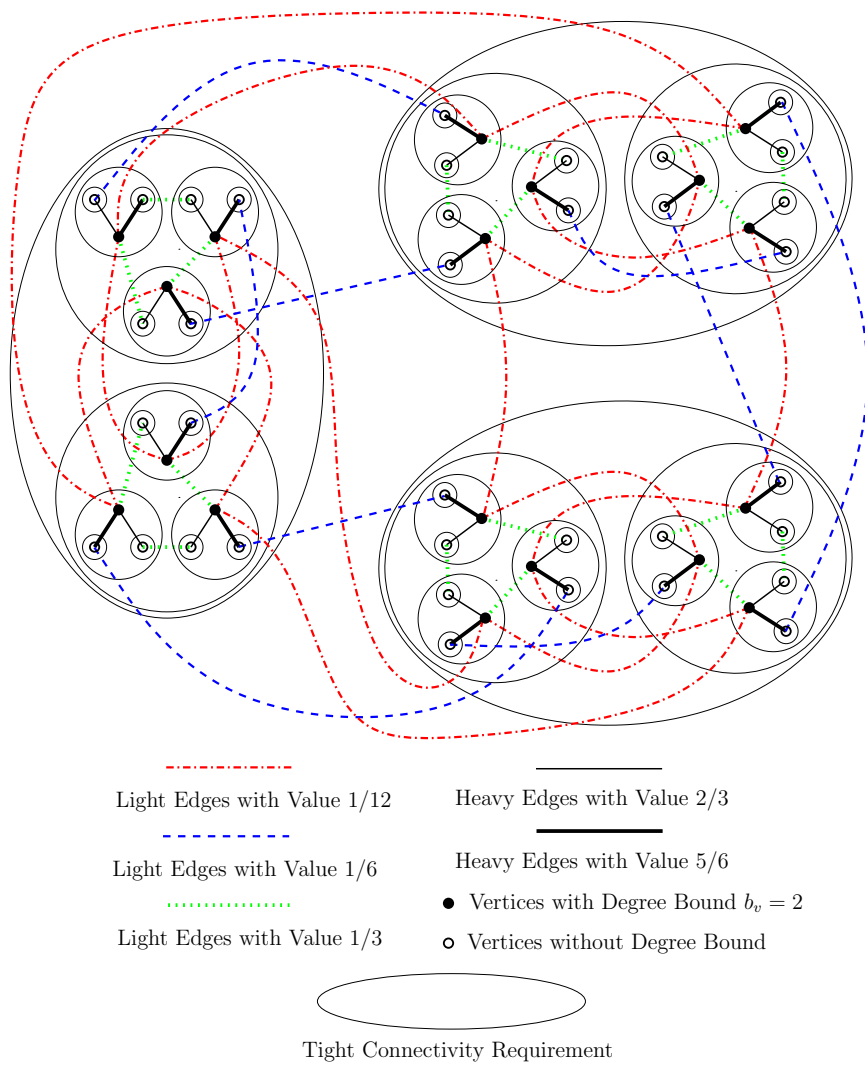 Light Edges with Value 1/12
Heavy Edges with Value 2/3
Light Edges with Value 1/6
Heavy Edges with Value 5/6
Vertices with Degree Bound $b_v = 2$
Light Edges with Value 1/3
Vertices without Degree Bound
Tight Connectivity Requirement